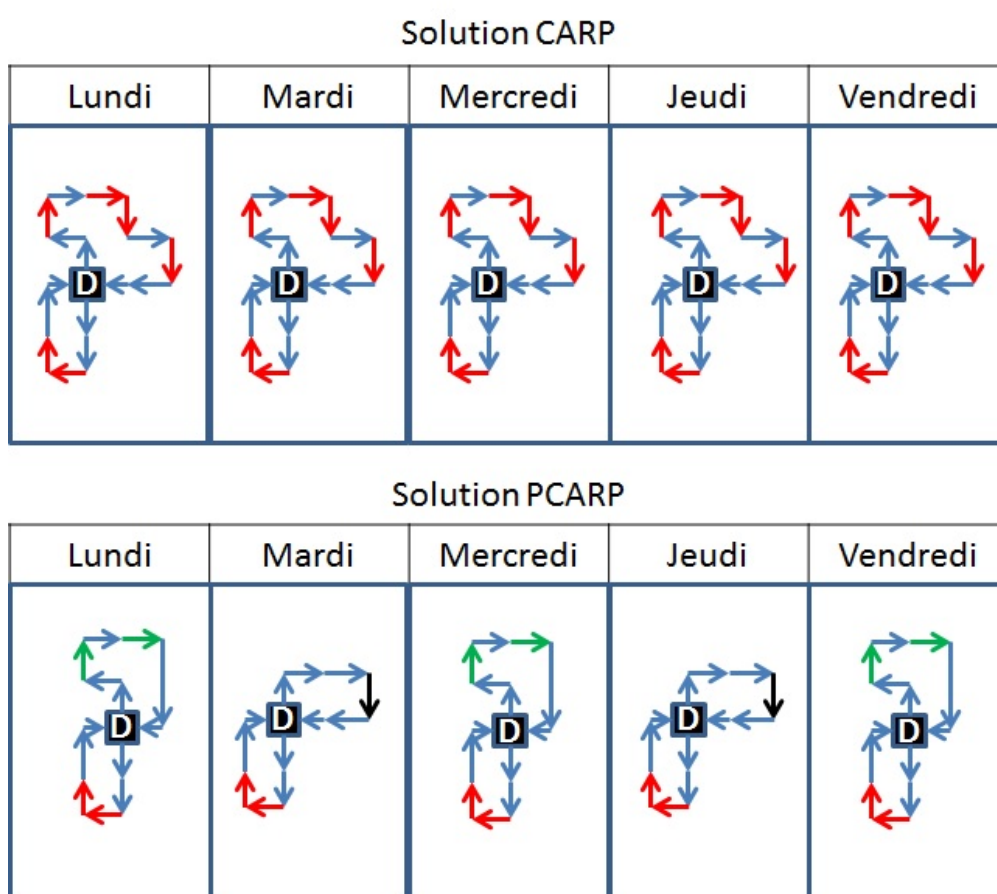 Solution CARP
Lundi Mardi Mercredi Jeudi Vendredi
D D D D D
Solution PCARP
Lundi Mardi Mercredi Jeudi Vendredi
D D D D D